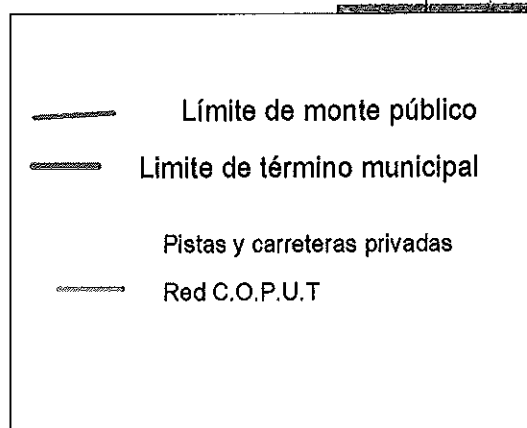 Límite de monte público
Limite de término municipal
Pistas y carreteras privadas
Red C.O.P.U.T